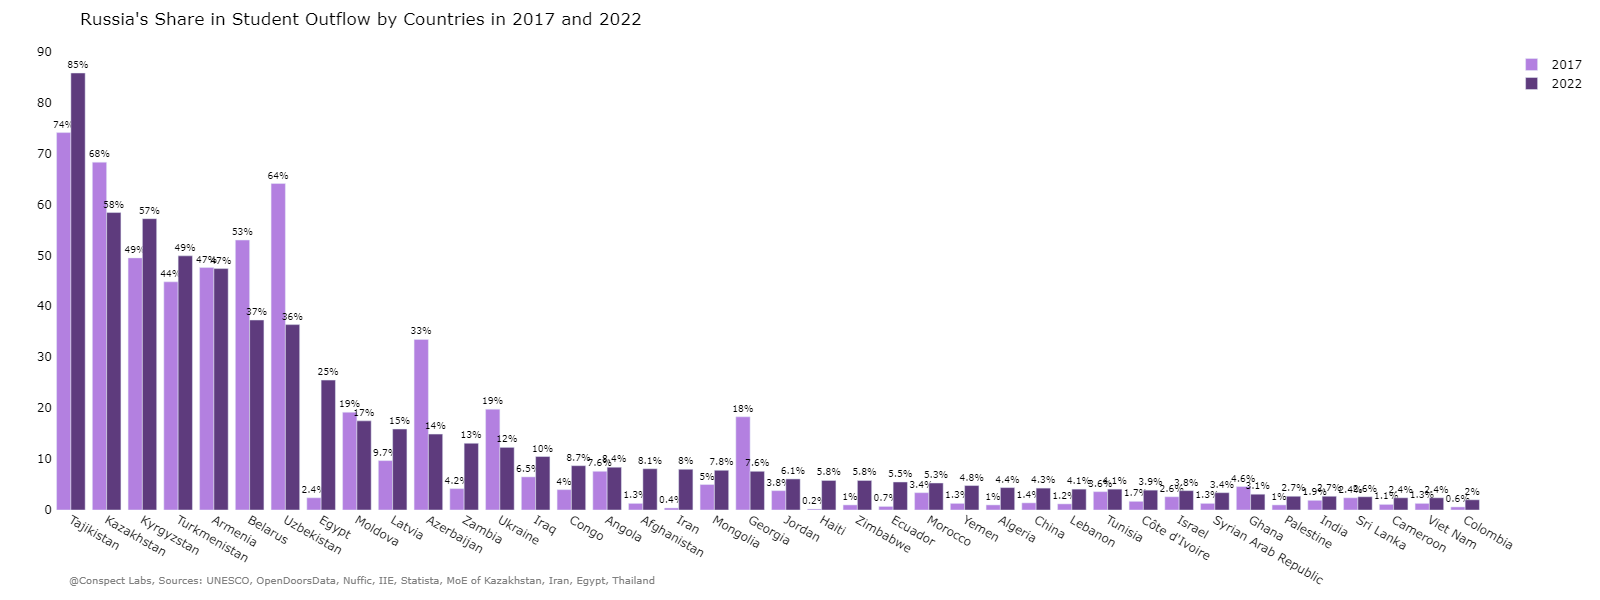 Russia's Share in Student Outflow by Countries in 2017 and 2022
2017
2022
90
80
70
60
50
40
30
20
10
0
74% 85%
68% 58%
49% 57%
44% 49%
47% 47%
53% 37%
64% 36%
2.4% 25%
19% 17%
9.7% 15%
33% 14%
4.2% 13%
19% 12%
6.5% 10%
4% 8.7%
7.6% 8.4%
1.3% 8.1%
0.4% 8%
5% 7.8%
18% 7.6%
3.8% 6.1%
0.2% 5.8%
1% 5.8%
0.7% 5.5%
3.4% 5.3%
1.3% 4.8%
1% 4.4%
1.4% 4.3%
1.2% 4.1%
3.6% 4.1%
1.7% 3.9%
2.6% 3.8%
1.3% 3.4%
4.6% 3.1%
1% 2.7%
1.9% 2.7%
2.4% 2.6%
1.1% 2.4%
1.3% 2.4%
0.6% 2%
Tajikistan
Kazakhstan
Kyrgyzstan
Turkmenistan
Armenia
Belarus
Uzbekistan
Egypt
Moldova
Latvia
Azerbaijan
Zambia
Ukraine
Iraq
Congo
Angola
Afghanistan
Iran
Mongolia
Georgia
Jordan
Haiti
Zimbabwe
Ecuador
Morocco
Yemen
Algeria
China
Lebanon
Tunisia
Côte d'Ivoire
Israel
Syrian Arab Republic
Ghana
Palestine
India
Sri Lanka
Cameroon
Viet Nam
Colombia
@Conspect Labs, Sources: UNESCO, OpenDoorsData, Nuffic, IIE, Statista, MoE of Kazakhstan, Iran, Egypt, Thailand